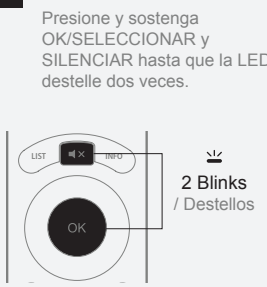 Presione y sostenga
OK/SELECCIONAR y
SILENCIAR hasta que la LED
destelle dos veces.
LIST INFO
2 Blinks
/ Destellos
OK